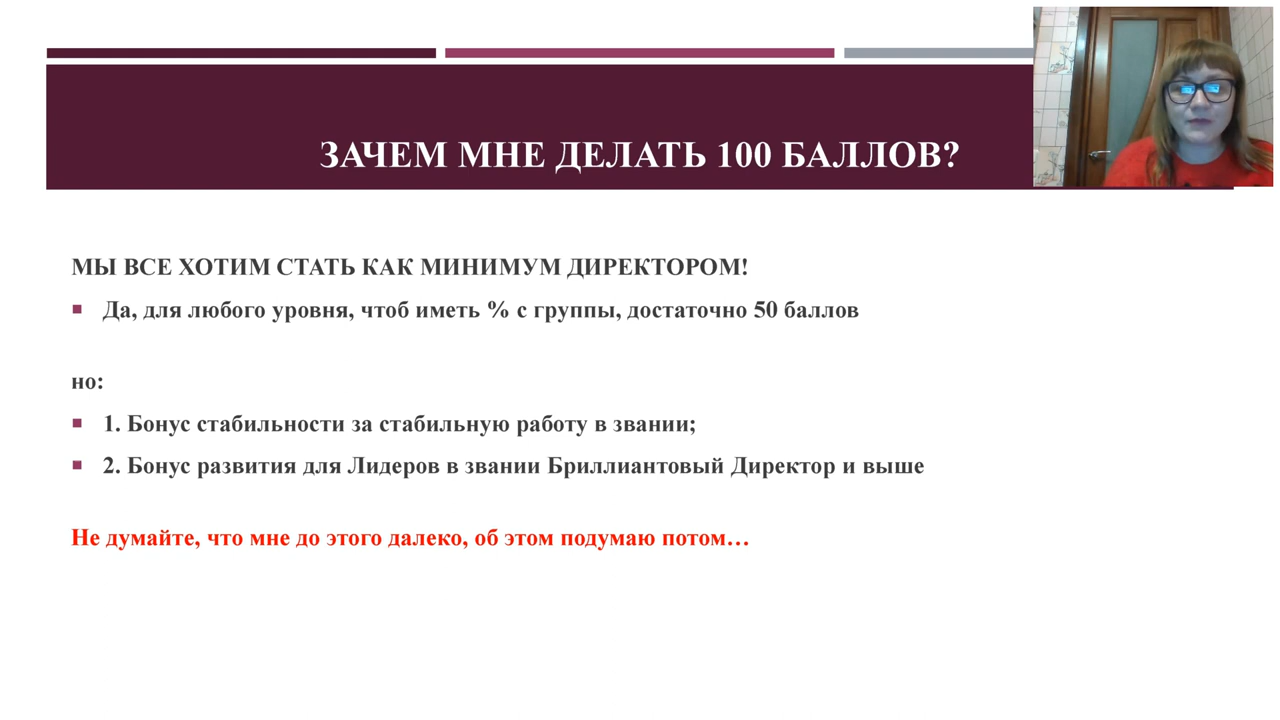 ЗАЧЕМ МНЕ ДЕЛАТЬ 100 БАЛЛОВ?
МЫ ВСЕ ХОТИМ СТАТЬ КАК МИНИМУМ ДИРЕКТОРОМ!
Да, для любого уровня, чтоб иметь % с группы, достаточно 50 баллов
но:
1. Бонус стабильности за стабильную работу в звании;
2. Бонус развития для Лидеров в звании Бриллиантовый Директор и выше
Не думайте, что мне до этого далеко, об этом подумаю потом…